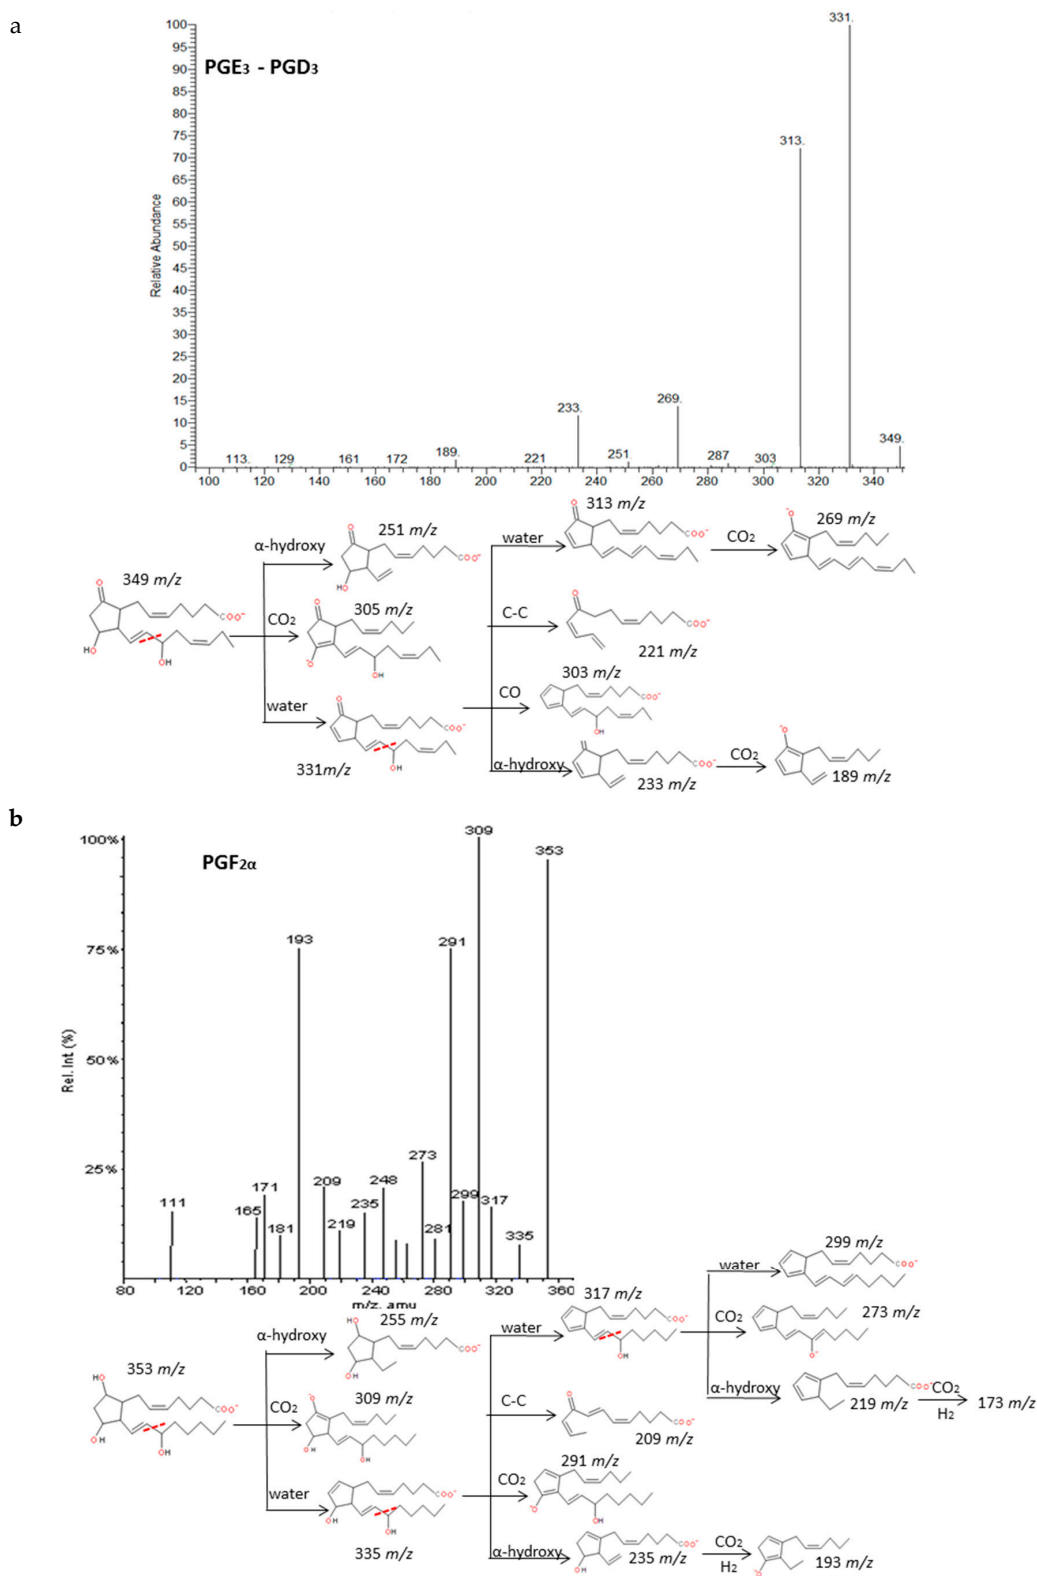 a
PGE3 - PGD3
Relative Abundance
100
95
90
85
80
75
70
65
60
55
50
45
40
35
30
25
20
15
10
5
0
331.
313.
233.
269.
349.
113. 129 161 172 189. 221 251. 287 303
100 120 140 160 180 200 220 240 260 280 300 320 340
349 m/z
α-hydroxy
251 m/z
CO2
305 m/z
water
331m/z
water
313 m/z
CO2
269 m/z
C-C
221 m/z
CO
303 m/z
α-hydroxy
233 m/z
CO2
189 m/z
b
PGF2α
Rel. Int (%)
100%
75%
50%
25%
309
353
193
291
273
111 165 171 181 209 219 235 248 281 299 317 335
80 120 160 200 240 280 320 360
m/z, amu
353 m/z
α-hydroxy
255 m/z
CO2
309 m/z
water
335 m/z
water
317 m/z
C-C
209 m/z
CO2
291 m/z
α-hydroxy
235 m/z
CO2
H2
193 m/z
water
299 m/z
CO2
273 m/z
α-hydroxy
219 m/z
CO2
H2
173 m/z